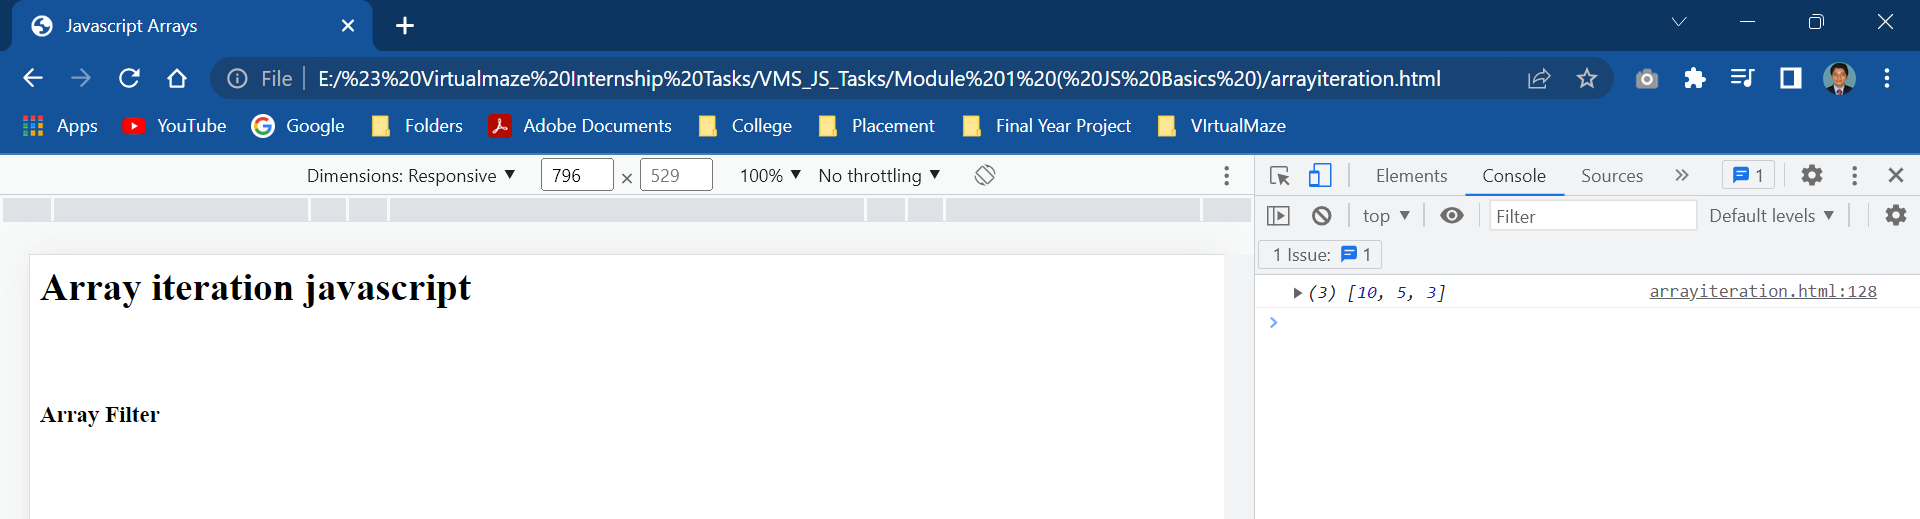 Javascript Arrays
File E:/%23%20Virtualmaze%20Internship%20Tasks/VMS_JS_Tasks/Module%201%20(%20JS%20Basics%20)/arrayiteration.html
Apps YouTube Google Folders Adobe Documents College Placement Final Year Project VIrtualMaze
Dimensions: Responsive 796 × 529 100% No throttling
Elements Console Sources 1
top Filter Default levels
1 Issue: 1
Array iteration javascript
(3) [10, 5, 3] arrayiteration.html:128
Array Filter